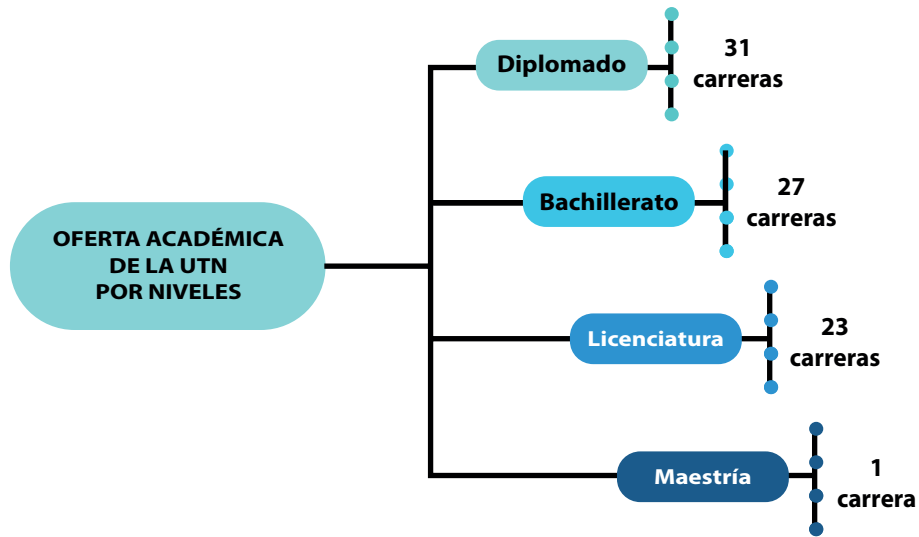 OFERTA ACADÉMICA
DE LA UTN
POR NIVELES
Diplomado
31
carreras
Bachillerato
27
carreras
Licenciatura
23
carreras
Maestría
1
carrera